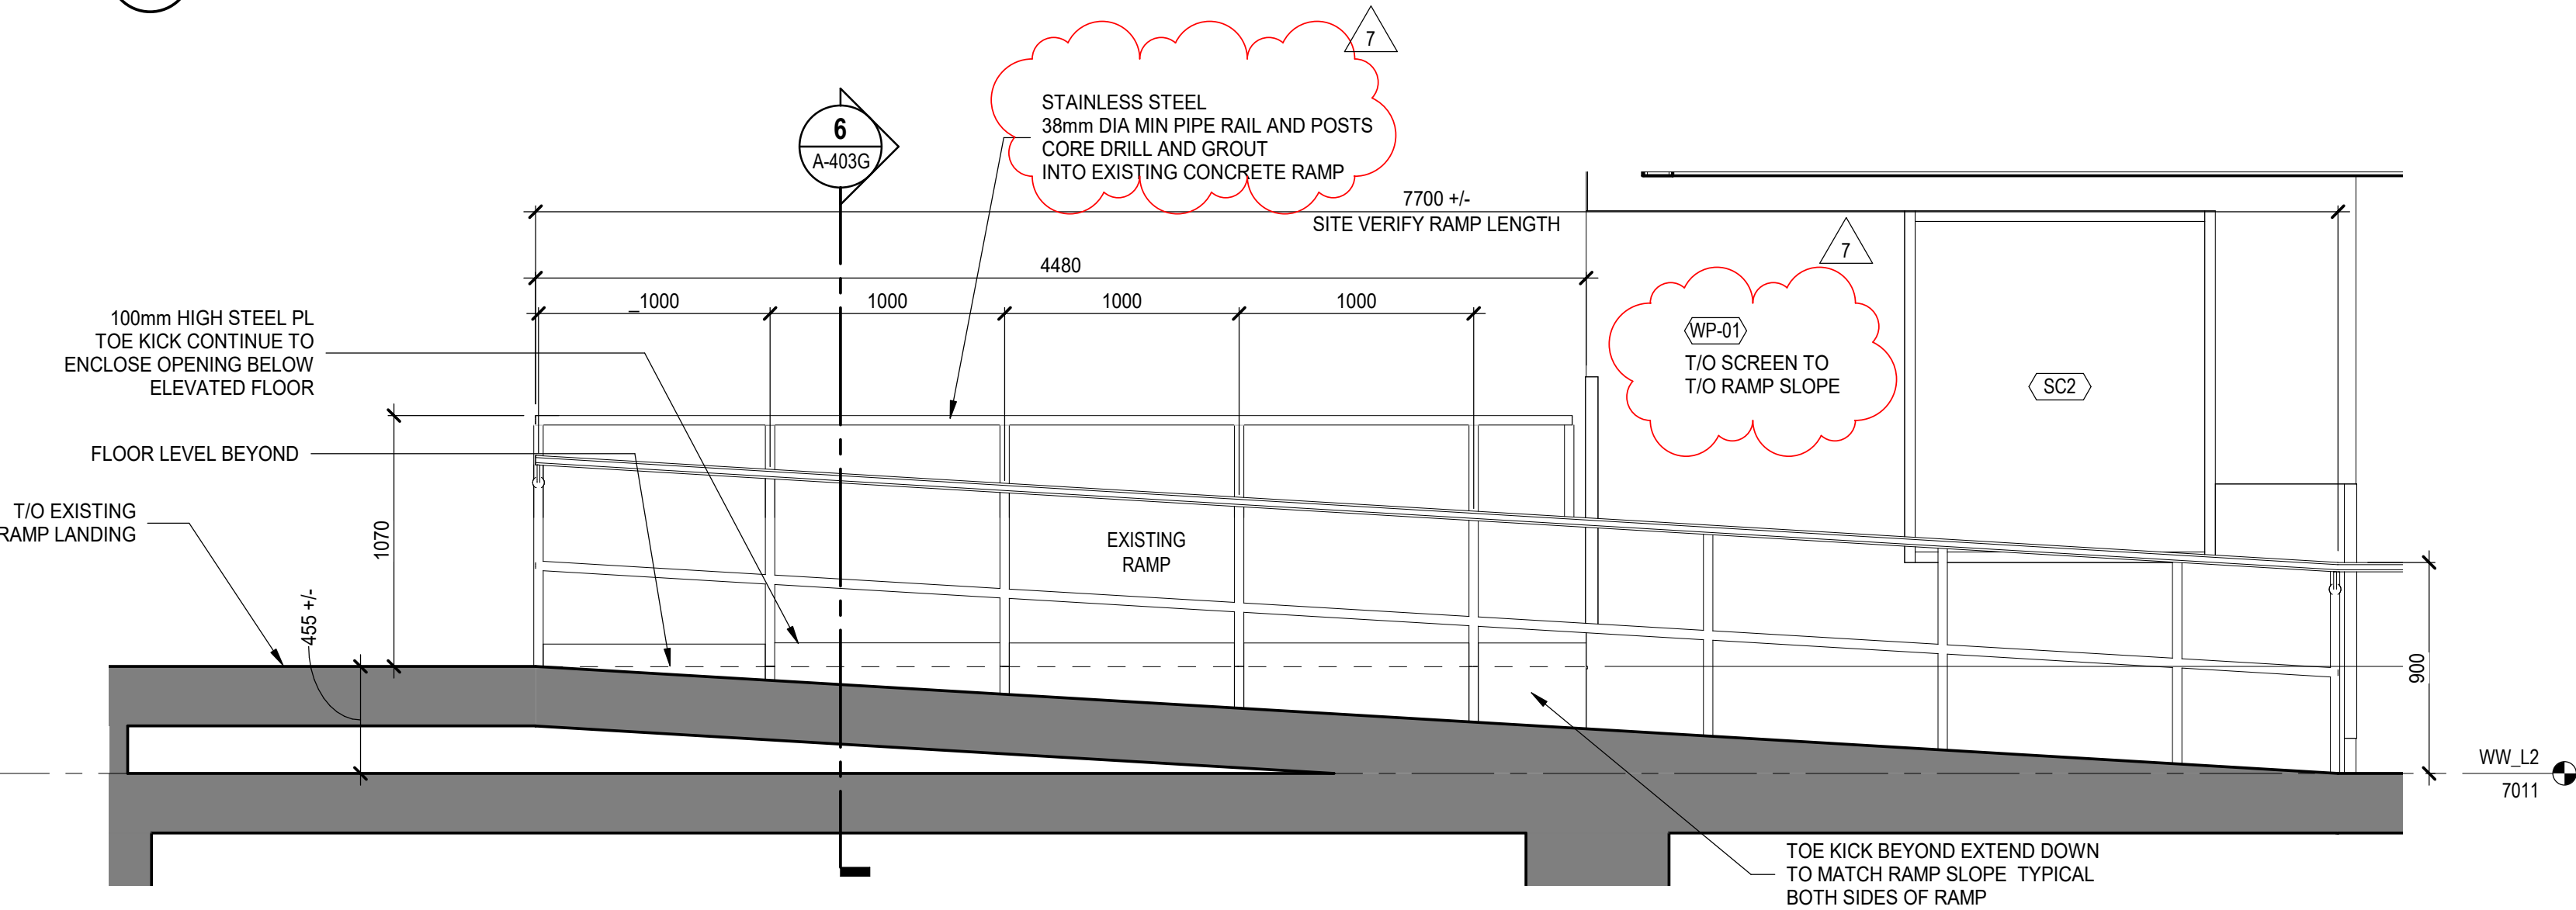 7
STAINLESS STEEL
38mm DIA MIN PIPE RAIL AND POSTS
CORE DRILL AND GROUT
INTO EXISTING CONCRETE RAMP
6
A-403G
7700 +/-
SITE VERIFY RAMP LENGTH
7
4480
_1000
1000
1000
1000
100mm HIGH STEEL PL
TOE KICK CONTINUE TO
ENCLOSE OPENING BELOW
ELEVATED FLOOR
WP-01
T/O SCREEN TO
T/O RAMP SLOPE
SC2
FLOOR LEVEL BEYOND
T/O EXISTING
RAMP LANDING
1070
455 +/-
EXISTING
RAMP
900
WW_L2
7011
TOE KICK BEYOND EXTEND DOWN
TO MATCH RAMP SLOPE  TYPICAL
BOTH SIDES OF RAMP